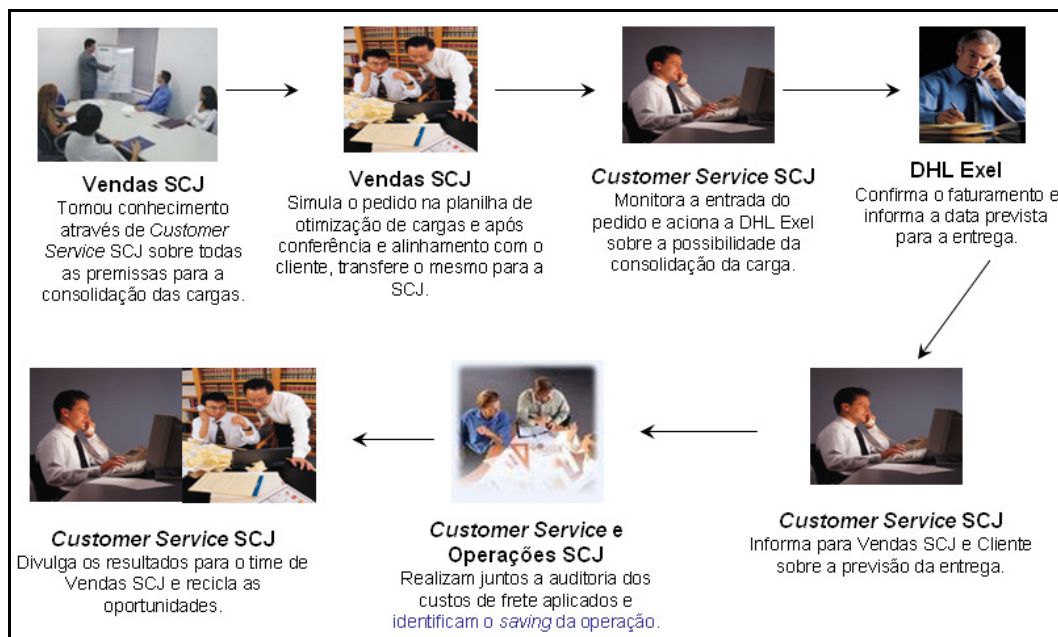 Vendas SCJ
Tomou conhecimento
através de Customer
Service SCJ sobre todas
as premissas para a
consolidação das cargas.
Vendas SCJ
Simula o pedido na planilha de
otimização de cargas e após
conferência e alinhamento com o
cliente, transfere o mesmo para a
SCJ.
Customer Service SCJ
Monitora a entrada do
pedido e aciona a DHL Exel
sobre a possibilidade da
consolidação da carga.
DHL Exel
Confirma o faturamento e
informa a data prevista
para a entrega.
Customer Service SCJ
Informa para Vendas SCJ e Cliente
sobre a previsão da entrega.
Customer Service e
Operações SCJ
Realizam juntos a auditoria dos
custos de frete aplicados e
identificam o saving da operação.
Customer Service SCJ
Divulga os resultados para o time de
Vendas SCJ e recicla as
oportunidades.